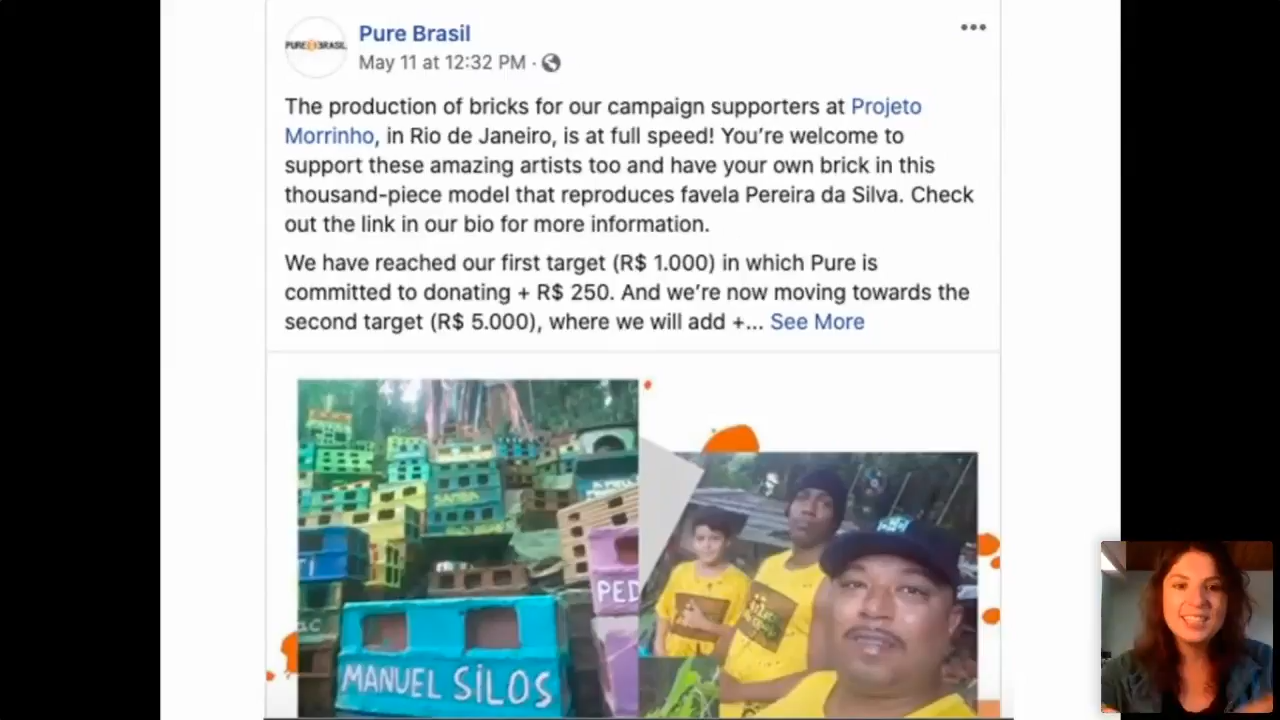 PURE BRASIL
Pure Brasil
May 11 at 12:32 PM ·
The production of bricks for our campaign supporters at Projeto
Morrinho, in Rio de Janeiro, is at full speed! You’re welcome to
support these amazing artists too and have your own brick in this
thousand-piece model that reproduces favela Pereira da Silva. Check
out the link in our bio for more information.
We have reached our first target (R$ 1.000) in which Pure is
committed to donating + R$ 250. And we’re now moving towards the
second target (R$ 5.000), where we will add +... See More
SAMBA
PED
MANUEL SÍLOS